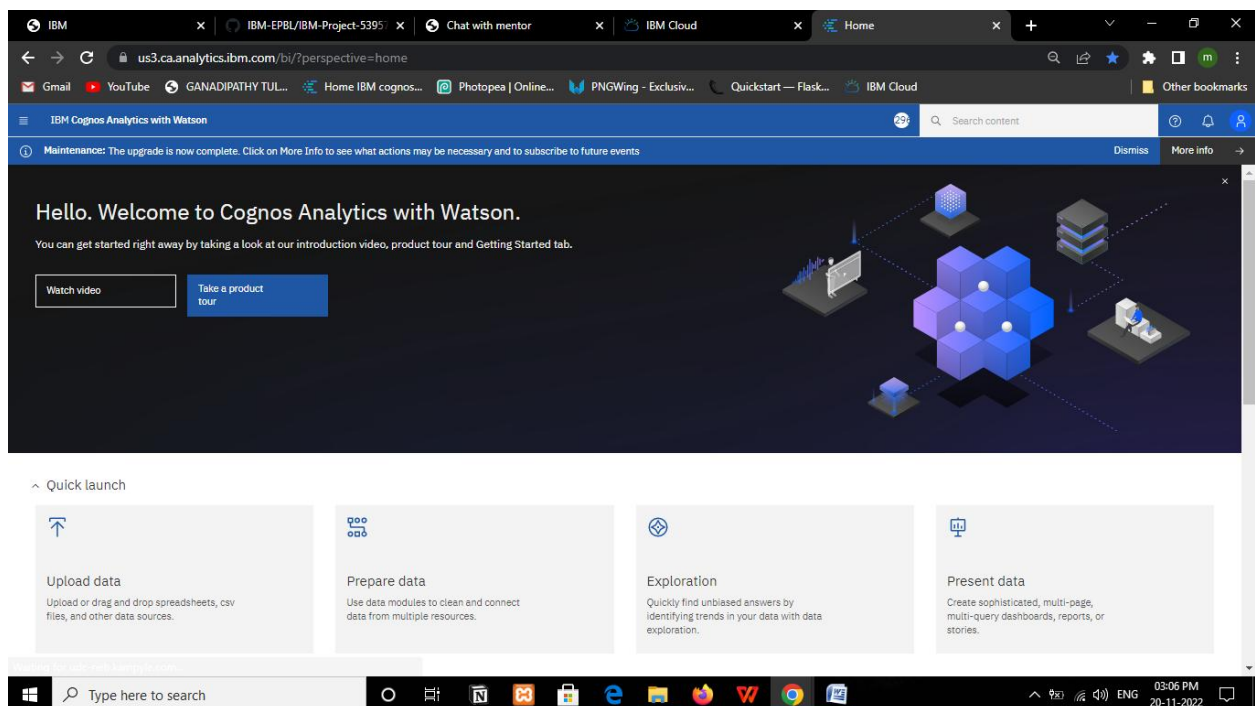 IBM
IBM-EPBL/IBM-Project-5395
Chat with mentor
IBM Cloud
Home
us3.ca.analytics.ibm.com/bi/?perspective=home
m
Gmail
YouTube
GANADIPATHY TUL...
Home IBM cognos...
Photopea | Online...
PNGWing - Exclusiv...
Quickstart — Flask...
IBM Cloud
Other bookmarks
IBM Cognos Analytics with Watson
Search content
Maintenance: The upgrade is now complete. Click on More Info to see what actions may be necessary and to subscribe to future events
Dismiss
More info
Hello. Welcome to Cognos Analytics with Watson.
You can get started right away by taking a look at our introduction video, product tour and Getting Started tab.
Watch video
Take a product
tour
Quick launch
Upload data
Upload or drag and drop spreadsheets, csv
files, and other data sources.
Prepare data
Use data modules to clean and connect
data from multiple resources.
Exploration
Quickly find unbiased answers by
identifying trends in your data with data
exploration.
Present data
Create sophisticated, multi-page,
multi-query dashboards, reports, or
stories.
Type here to search
ENG
03:06 PM
20-11-2022